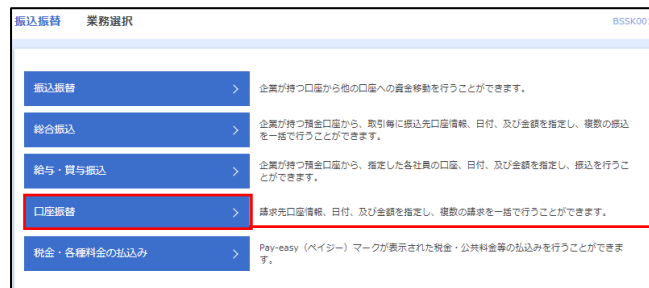 振込振替 業務選択 BSSK001
振込振替 企業が持つ口座から他の口座への資金移動を行うことができます。
総合振込 企業が持つ預金口座から、取引毎に振込先口座情報、日付、及び金額を指定し、複数の振込
を一括で行うことができます。
給与・賞与振込 企業が持つ預金口座から、指定した各社員の口座、日付、及び金額を指定し、振込を行うこ
とができます。
口座振替 請求先口座情報、日付、及び金額を指定し、複数の請求を一括で行うことができます。
税金・各種料金の払込み Pay-easy（ペイジー）マークが表示された税金・公共料金等の払込みを行うことができま
す。